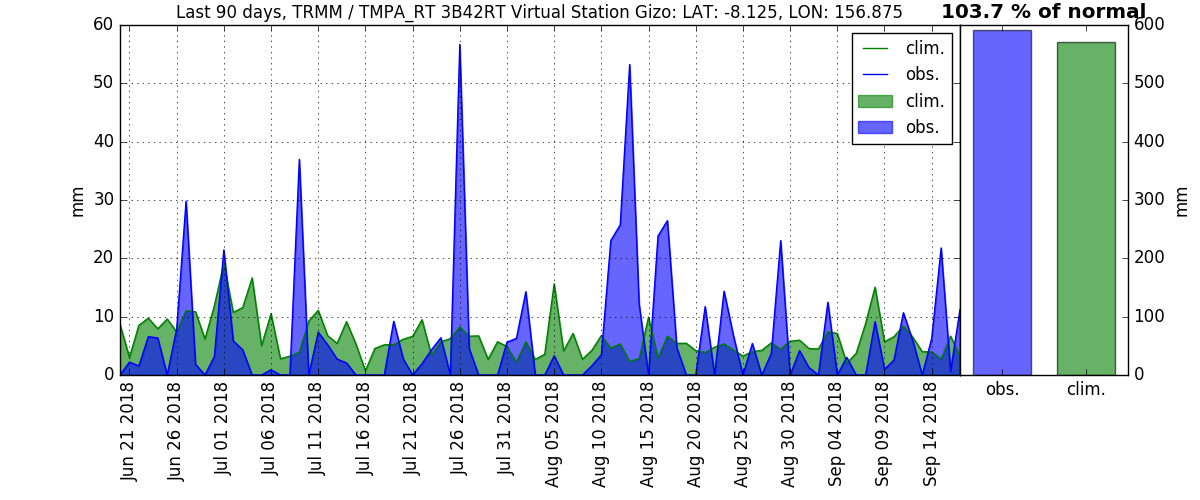 Last 90 days, TRMM / TMPA_RT 3B42RT Virtual Station Gizo: LAT: -8.125, LON: 156.875
103.7 % of normal
60
50
40
30
20
10
0
mm
clim.
obs.
clim.
obs.
600
500
400
300
200
100
0
mm
obs.
clim.
Jun 21 2018
Jun 26 2018
Jul 01 2018
Jul 06 2018
Jul 11 2018
Jul 16 2018
Jul 21 2018
Jul 26 2018
Jul 31 2018
Aug 05 2018
Aug 10 2018
Aug 15 2018
Aug 20 2018
Aug 25 2018
Aug 30 2018
Sep 04 2018
Sep 09 2018
Sep 14 2018